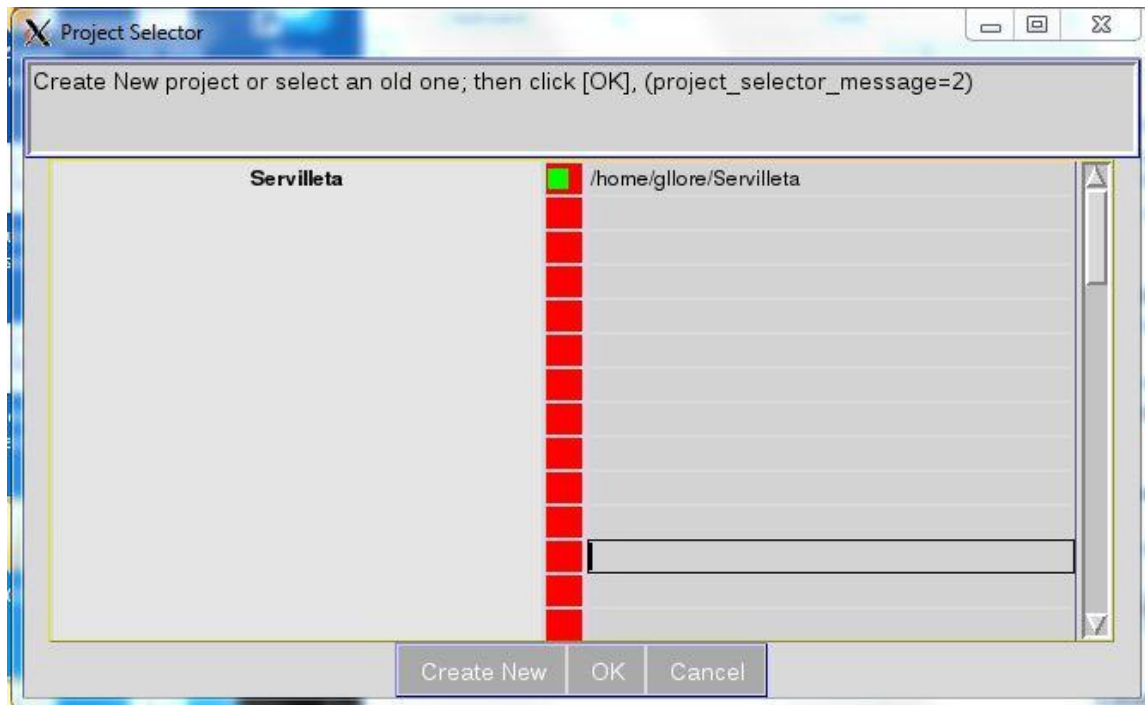 Project Selector
Create New project or select an old one; then click [OK], (project_selector_message=2)
Servilleta /home/gllore/Servilleta
Create New OK Cancel